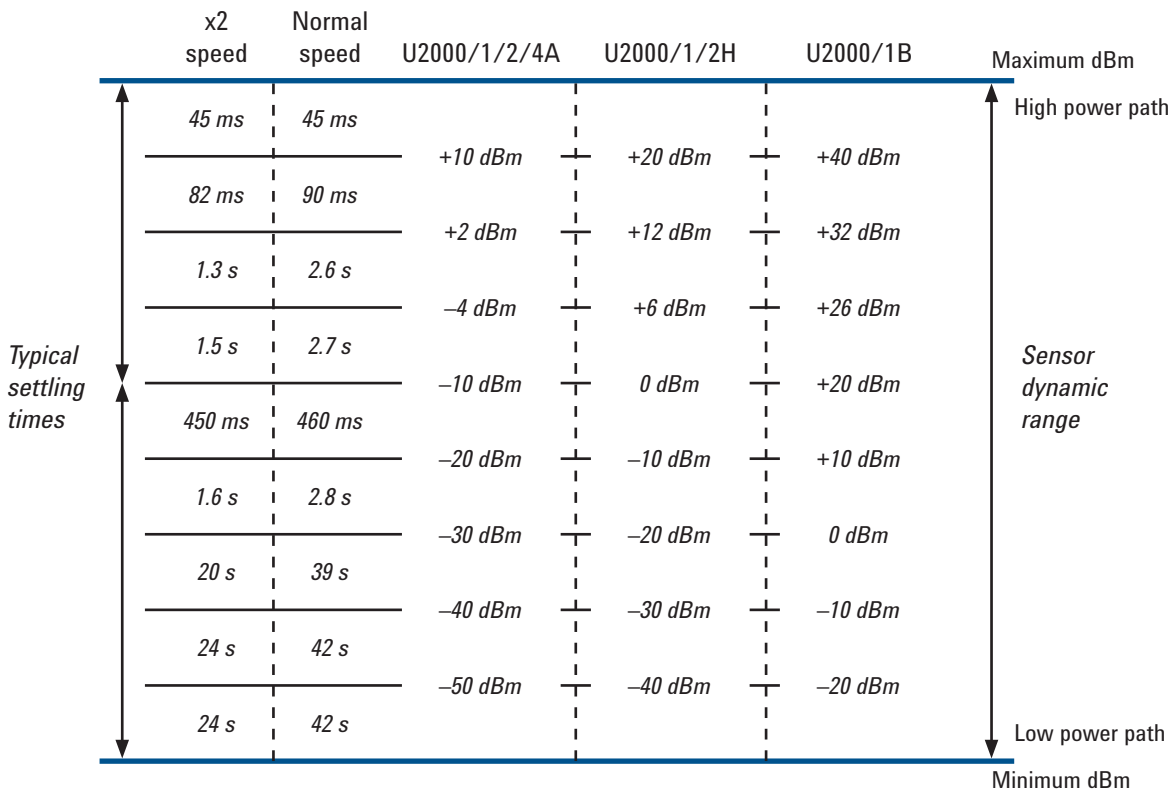 x2 speed Normal speed U2000/1/2/4A U2000/1/2H U2000/1B Maximum dBm
High power path
45 ms 45 ms
+10 dBm +20 dBm +40 dBm
82 ms 90 ms
+2 dBm +12 dBm +32 dBm
1.3 s 2.6 s
–4 dBm +6 dBm +26 dBm
1.5 s 2.7 s
Typical settling times
–10 dBm 0 dBm +20 dBm
Sensor dynamic range
450 ms 460 ms
–20 dBm –10 dBm +10 dBm
1.6 s 2.8 s
–30 dBm –20 dBm 0 dBm
20 s 39 s
–40 dBm –30 dBm –10 dBm
24 s 42 s
–50 dBm –40 dBm –20 dBm
24 s 42 s
Low power path
Minimum dBm